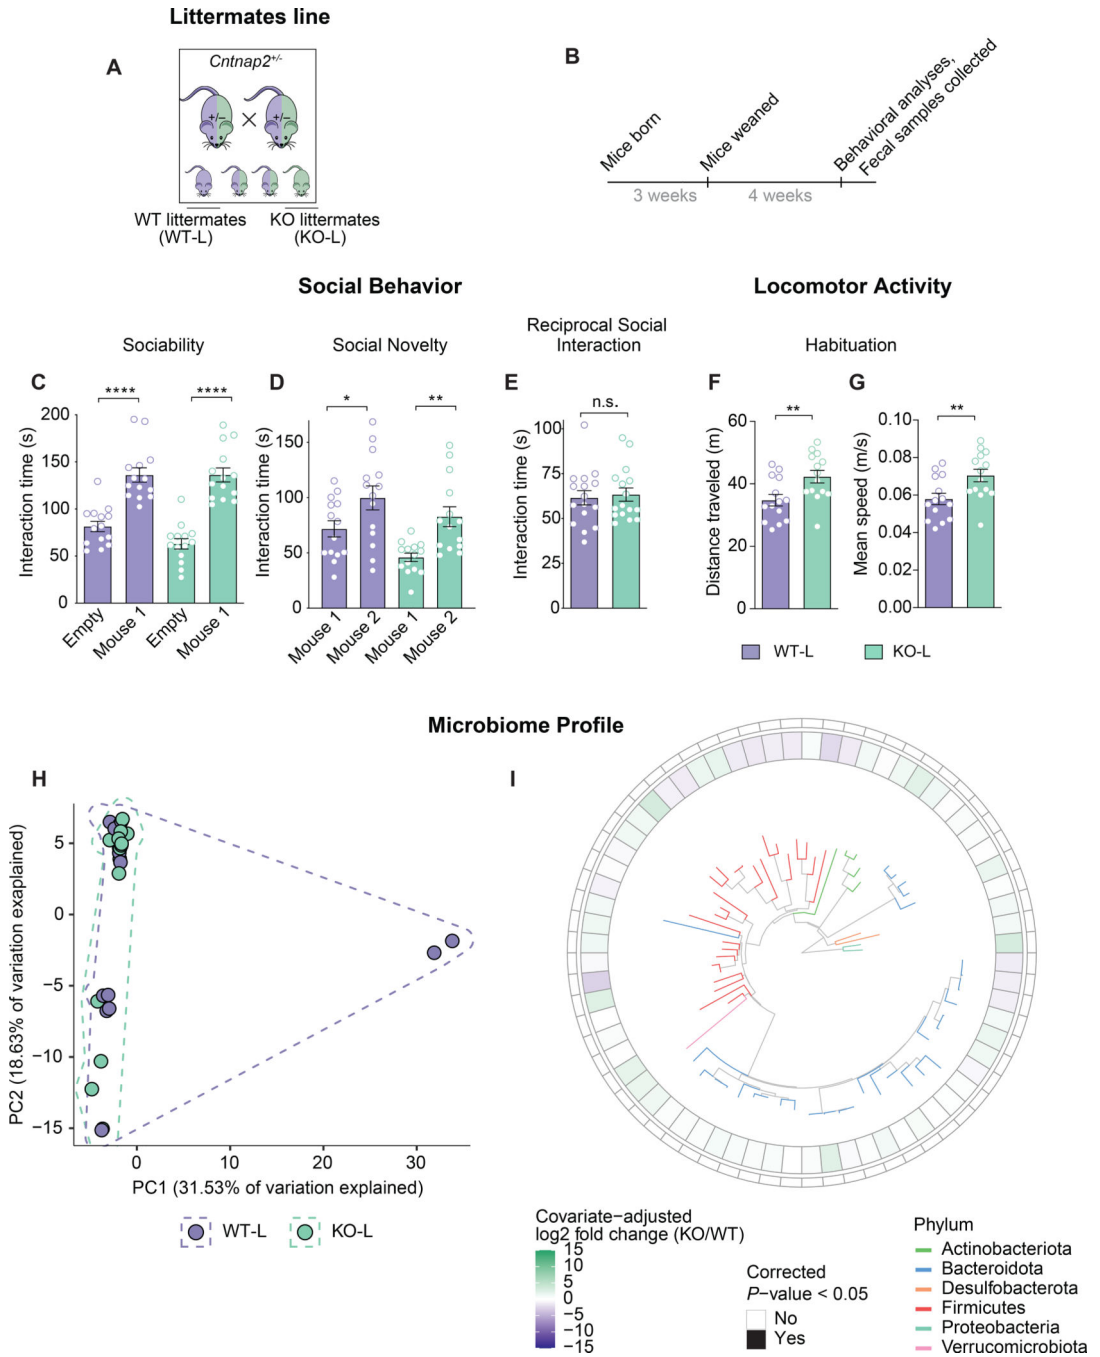 Littermates line
A
Cntnap2+/-
+/–
×
+/–
WT littermates
(WT-L)
KO littermates
(KO-L)
B
Mice born
Mice weaned
Behavioral analyses,
Fecal samples collected
3 weeks
4 weeks
Social Behavior
Locomotor Activity
Sociability
Social Novelty
Reciprocal Social
Interaction
Habituation
C
Interaction time (s)
200
150
100
50
0
****
****
Empty
Mouse 1
Empty
Mouse 1
D
Interaction time (s)
150
100
50
0
*
**
Mouse 1
Mouse 2
Mouse 1
Mouse 2
E
Interaction time (s)
100
75
50
25
0
n.s.
F
Distance traveled (m)
60
40
20
0
**
G
Mean speed (m/s)
0.10
0.08
0.06
0.04
0.02
0.00
**
WT-L
KO-L
Microbiome Profile
H
PC2 (18.63% of variation exaplained)
5
0
−5
−10
−15
0
10
20
30
PC1 (31.53% of variation explained)
WT-L
KO-L
I
Covariate−adjusted
log2 fold change (KO/WT)
15
10
5
0
−5
−10
−15
Corrected
P−value < 0.05
No
Yes
Phylum
Actinobacteriota
Bacteroidota
Desulfobacterota
Firmicutes
Proteobacteria
Verrucomicrobiota